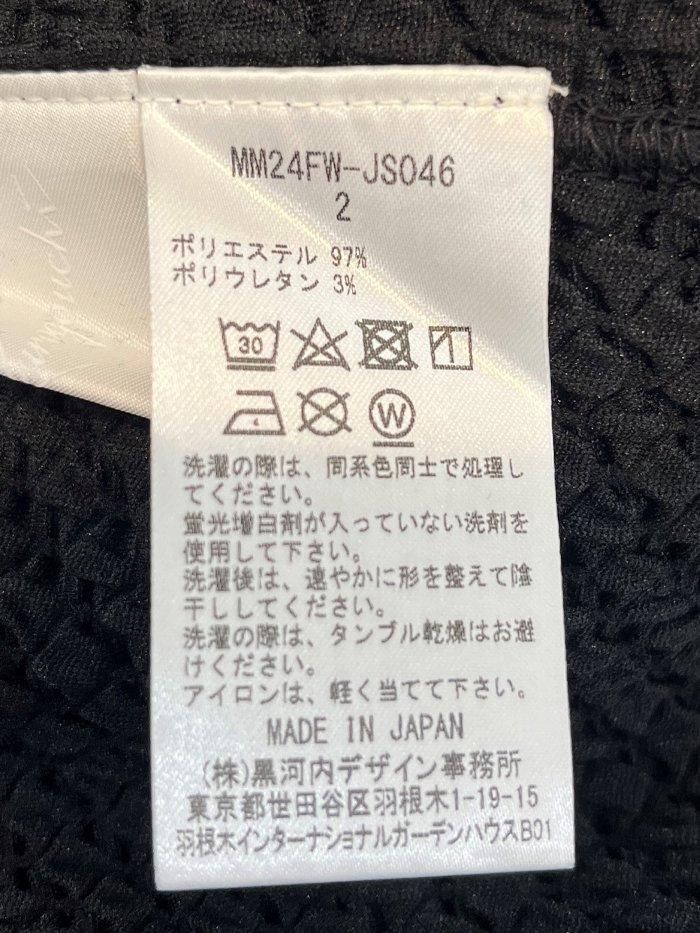 MM24FW-JS046
2
ポリエステル 97%
ポリウレタン 3%
30
W
洗濯の際は、同系色同士で処理し
てください。
蛍光増白剤が入っていない洗剤を
使用して下さい。
洗濯後は、速やかに形を整えて陰
干ししてください。
洗濯の際は、タンブル乾燥はお避
けください。
アイロンは、軽く当てて下さい。
MADE IN JAPAN
(株)黒河内デザイン事務所
東京都世田谷区羽根木1-19-15
羽根木インターナショナルガーデンハウスB01